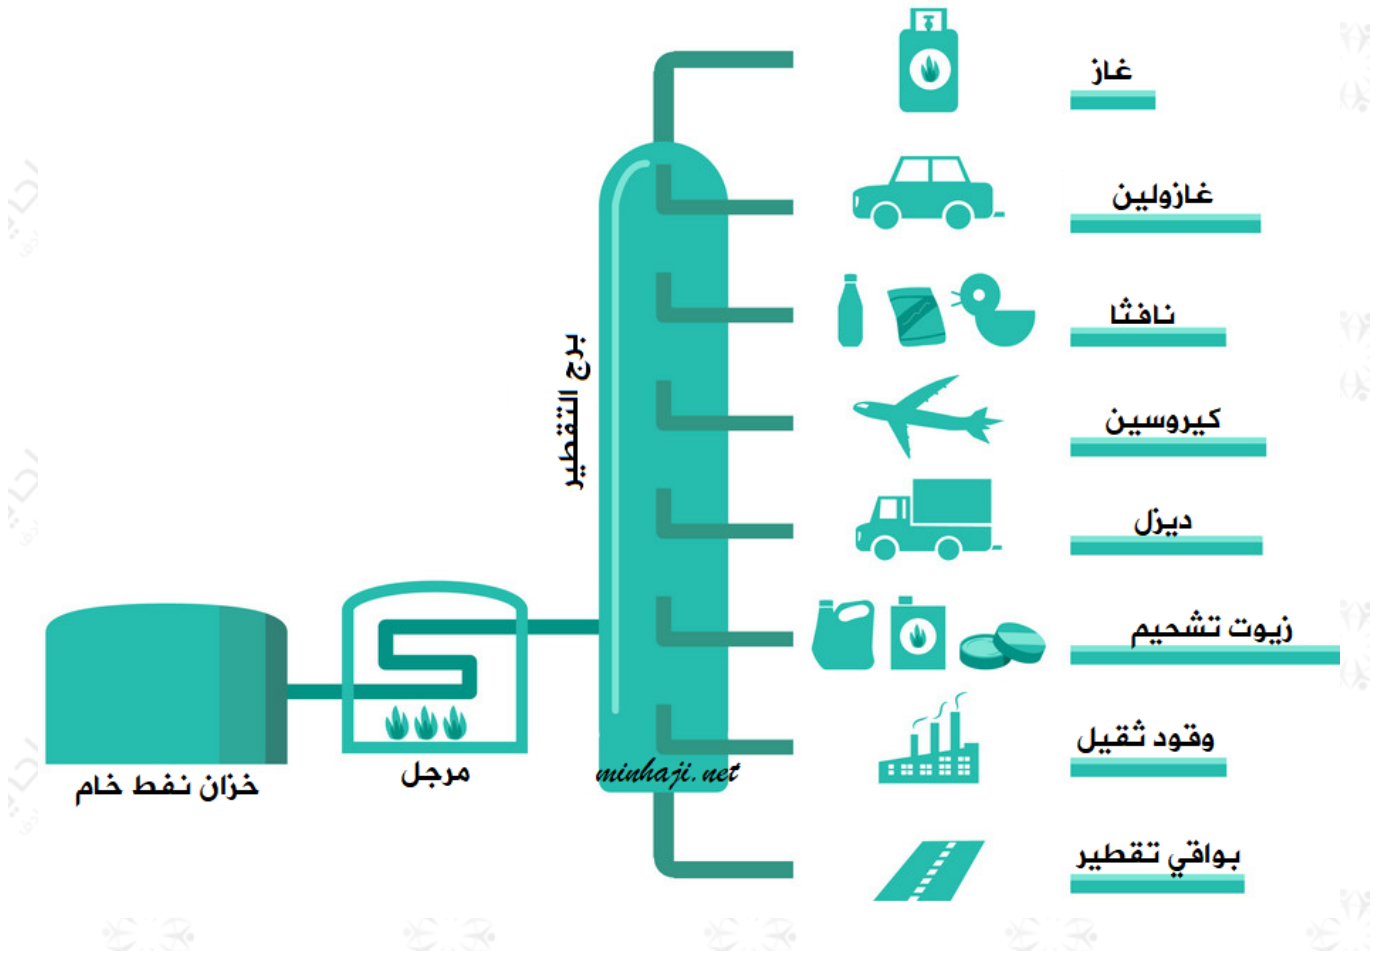 غاز
غازولين
نافثا
كيروسين
ديزل
زيوت تشحيم
وقود ثقيل
بواقي تقطير
برج التقطير
minhaji.net
مرجل
خزان نفط خام